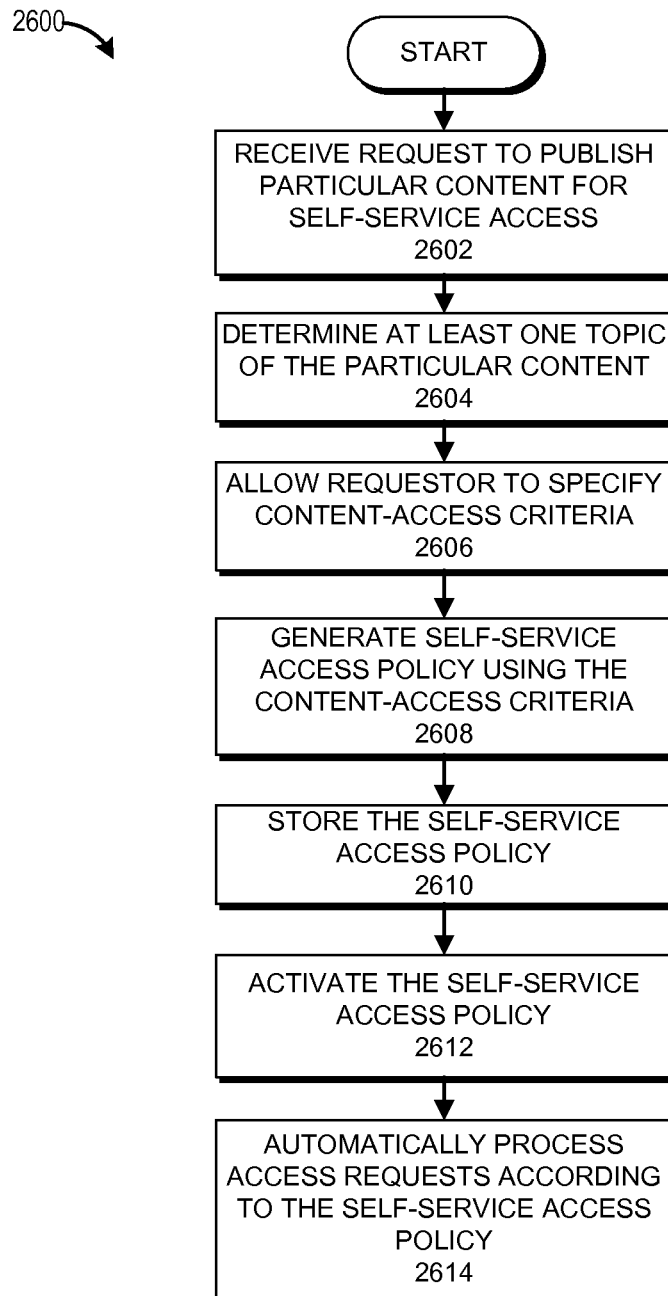 2600
START
RECEIVE REQUEST TO PUBLISH
PARTICULAR CONTENT FOR
SELF-SERVICE ACCESS
2602
DETERMINE AT LEAST ONE TOPIC
OF THE PARTICULAR CONTENT
2604
ALLOW REQUESTOR TO SPECIFY
CONTENT-ACCESS CRITERIA
2606
GENERATE SELF-SERVICE
ACCESS POLICY USING THE
CONTENT-ACCESS CRITERIA
2608
STORE THE SELF-SERVICE
ACCESS POLICY
2610
ACTIVATE THE SELF-SERVICE
ACCESS POLICY
2612
AUTOMATICALLY PROCESS
ACCESS REQUESTS ACCORDING
TO THE SELF-SERVICE ACCESS
POLICY
2614